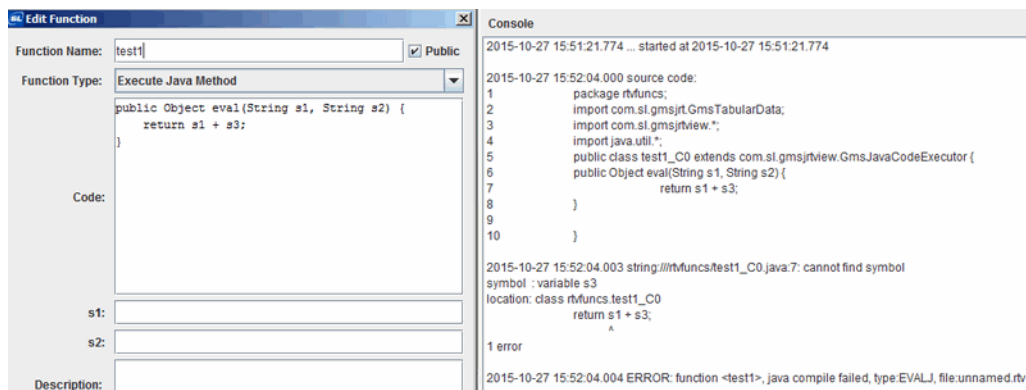 SL Edit Function
Function Name: test1 Public
Function Type: Execute Java Method
Code:
public Object eval(String s1, String s2) {
return s1 + s3;
}
s1:
s2:
Description:
Console
2015-10-27 15:51:21.774 ... started at 2015-10-27 15:51:21.774
2015-10-27 15:52:04.000 source code:
1 package rtvfuncs;
2 import com.sl.gmsjrt.GmsTabularData;
3 import com.sl.gmsjrtview.*;
4 import java.util.*;
5 public class test1_C0 extends com.sl.gmsjrtview.GmsJavaCodeExecutor {
6 public Object eval(String s1, String s2) {
7 return s1 + s3;
8 }
9
10 }
2015-10-27 15:52:04.003 string:///rtvfuncs/test1_C0.java:7: cannot find symbol
symbol : variable s3
location: class rtvfuncs.test1_C0
return s1 + s3;
^
1 error
2015-10-27 15:52:04.004 ERROR: function <test1>, java compile failed, type:EVALJ, file:unnamed.rtv